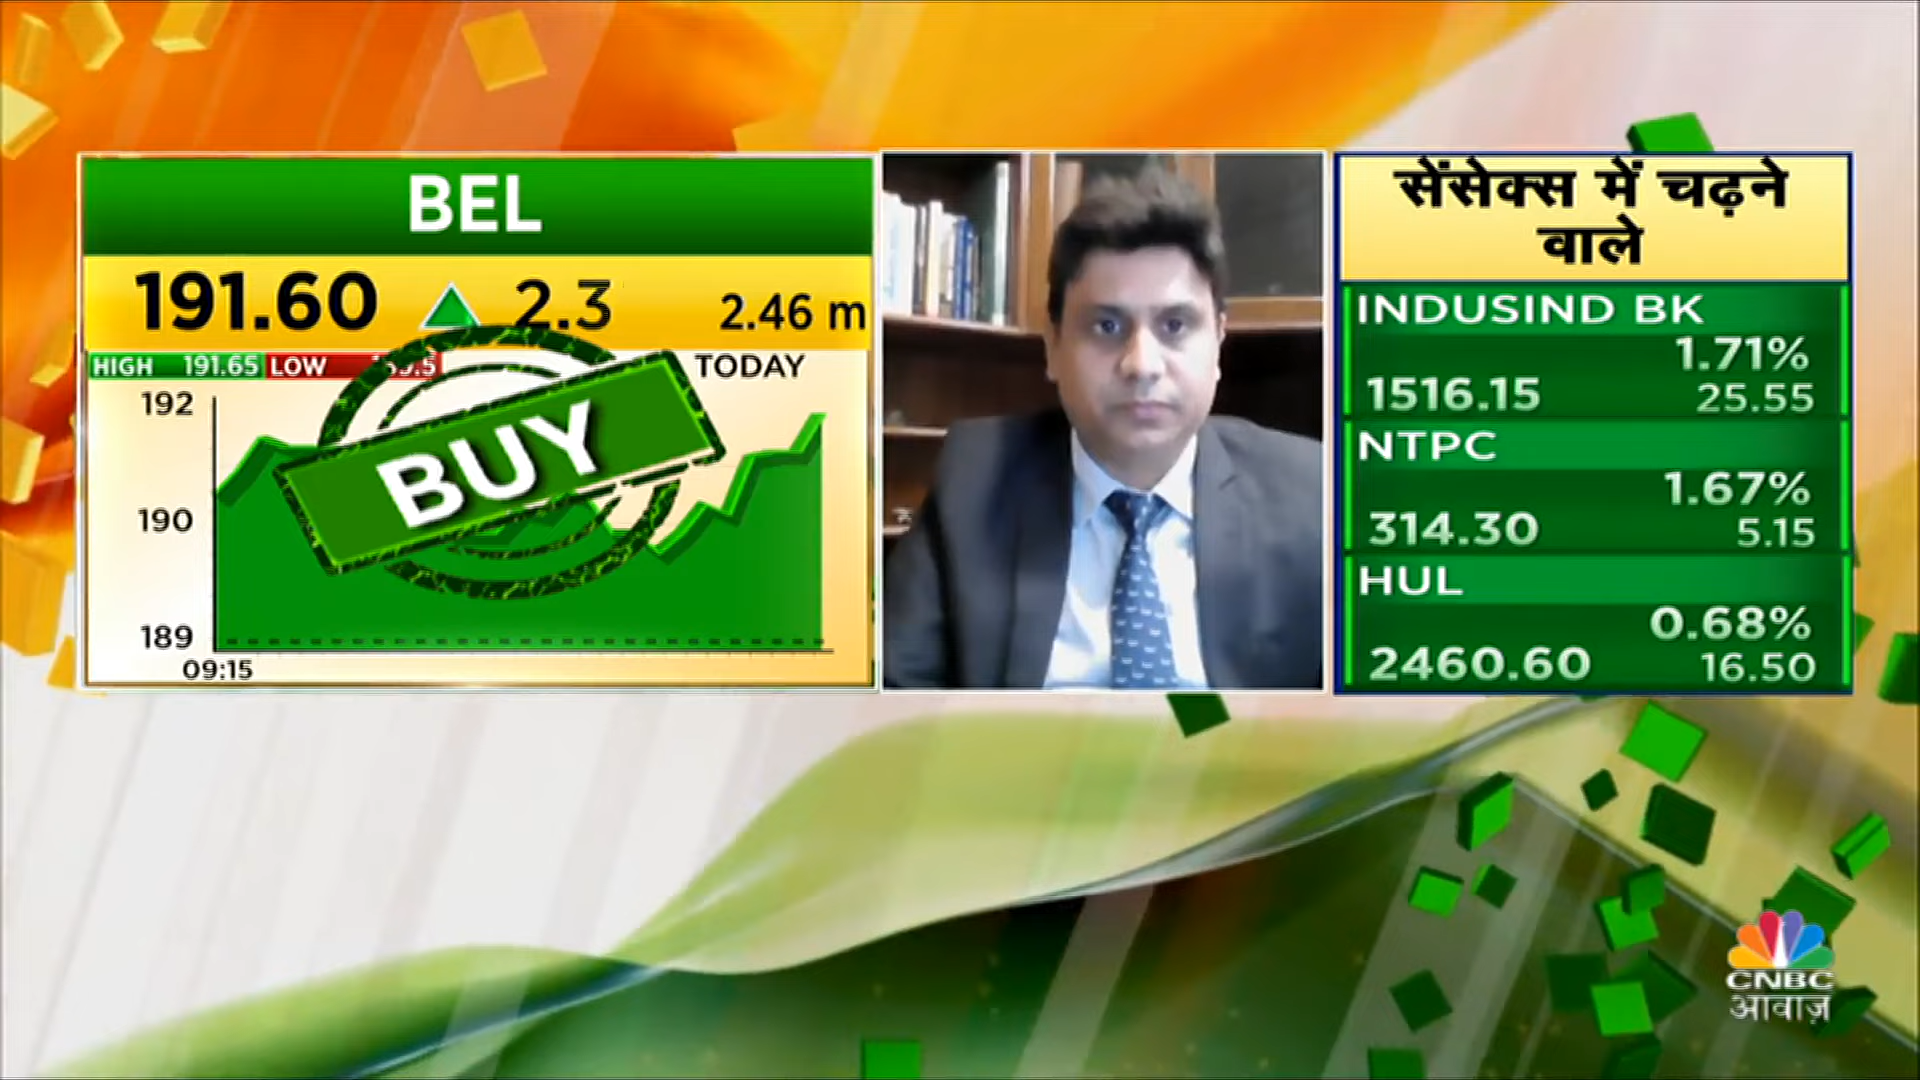 BEL
191.60 2.3 2.46 m
HIGH 191.65 LOW
TODAY
192
190
189
09:15
BUY
सेंसेक्स में चढ़ने
वाले
INDUSIND BK
1.71%
1516.15 25.55
NTPC
1.67%
314.30 5.15
HUL
0.68%
2460.60 16.50
CNBC
आवाज़